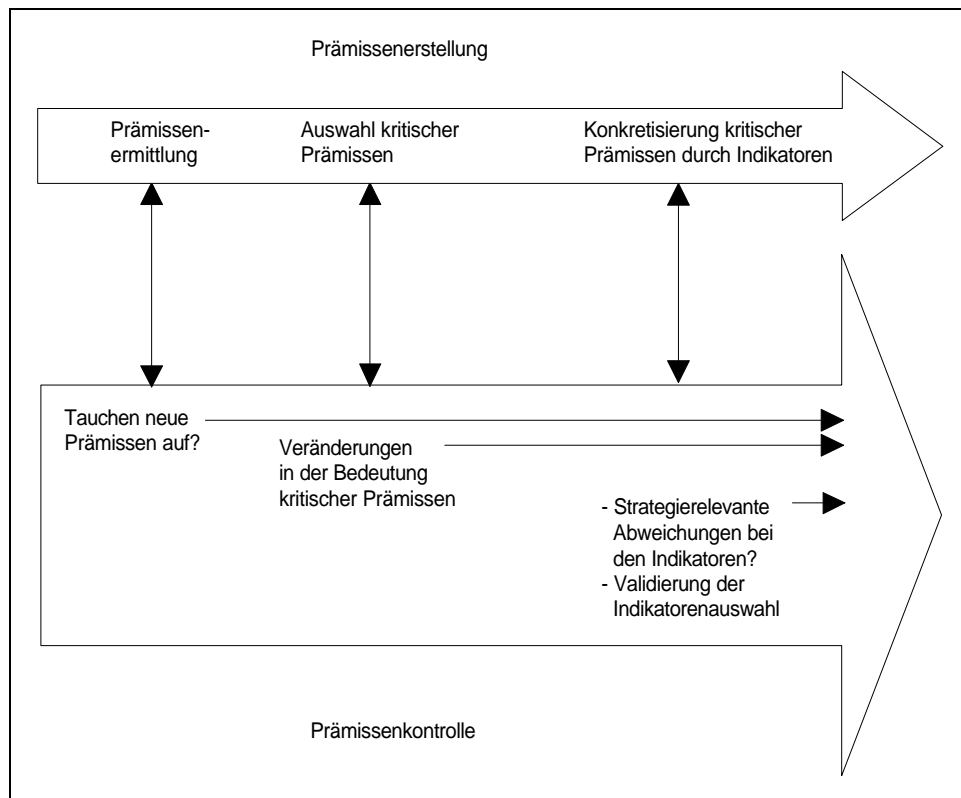 Prämissenerstellung
Prämissen-
ermittlung
Auswahl kritischer
Prämissen
Konkretisierung kritischer
Prämissen durch Indikatoren
Tauchen neue
Prämissen auf?
Veränderungen
in der Bedeutung
kritischer Prämissen
- Strategierelevante
Abweichungen bei
den Indikatoren?
- Validierung der
Indikatorenauswahl
Prämissenkontrolle